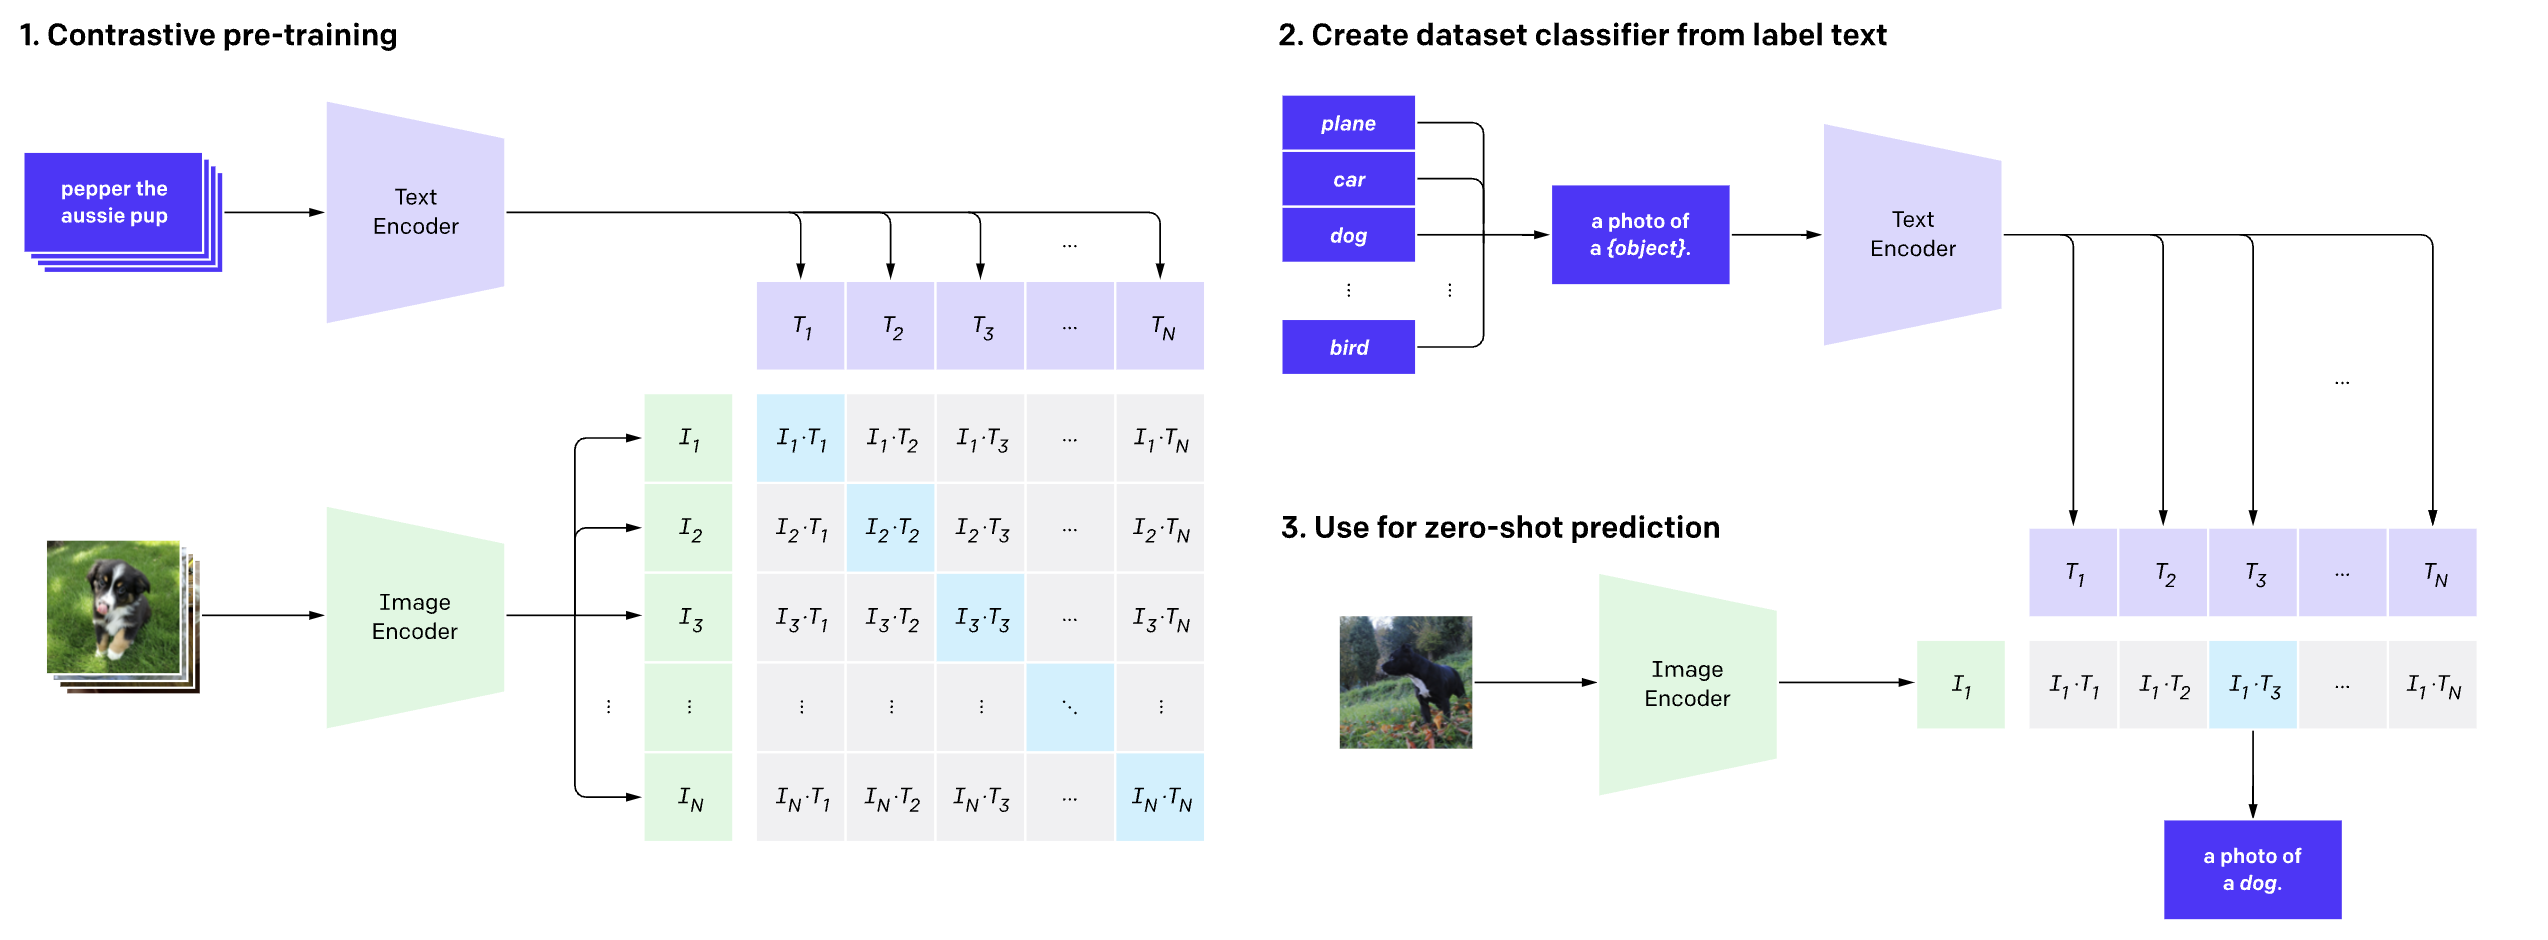 1. Contrastive pre-training
pepper the
aussie pup
Text
Encoder
...
T1 T2 T3 ... TN
I1 I1·T1 I1·T2 I1·T3 ... I1·TN
I2 I2·T1 I2·T2 I2·T3 ... I2·TN
Image
Encoder
I3 I3·T1 I3·T2 I3·T3 ... I3·TN
⋮ ⋮ ⋮ ⋮ ⋮ ⋱ ⋮
IN IN·T1 IN·T2 IN·T3 ... IN·TN
2. Create dataset classifier from label text
plane
car
dog
⋮ ⋮
bird
a photo of
a {object}.
Text
Encoder
...
3. Use for zero-shot prediction
T1 T2 T3 ... TN
Image
Encoder
I1 I1·T1 I1·T2 I1·T3 ... I1·TN
a photo of
a dog.